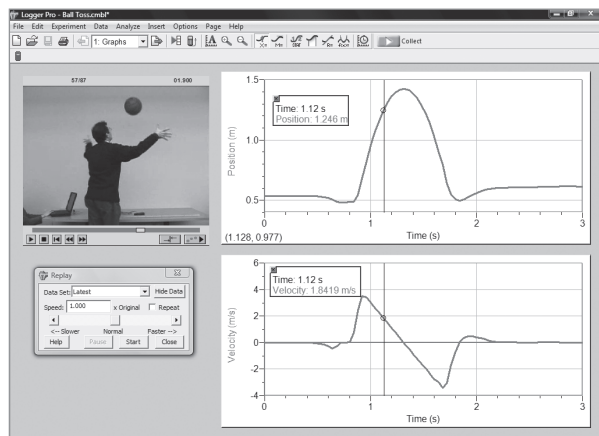 Logger Pro - Ball Toss.cmbl*
File Edit Experiment Data Analyze Insert Options Page Help
1: Graphs
Collect
57/87 01.900
1.5
Time: 1.12 s
Position: 1.246 m
1.0
Position (m)
0.5
0 1 2 3
(1.128, 0.977)
Time (s)
Replay
Data Set: Latest Hide Data
Speed: 1.000 x Original Repeat
<-- Slower Normal Faster -->
Help Pause Start Close
6
Time: 1.12 s
Velocity: 1.8419 m/s
4
2
Velocity (m/s)
0
-2
-4
0 1 2 3
Time (s)